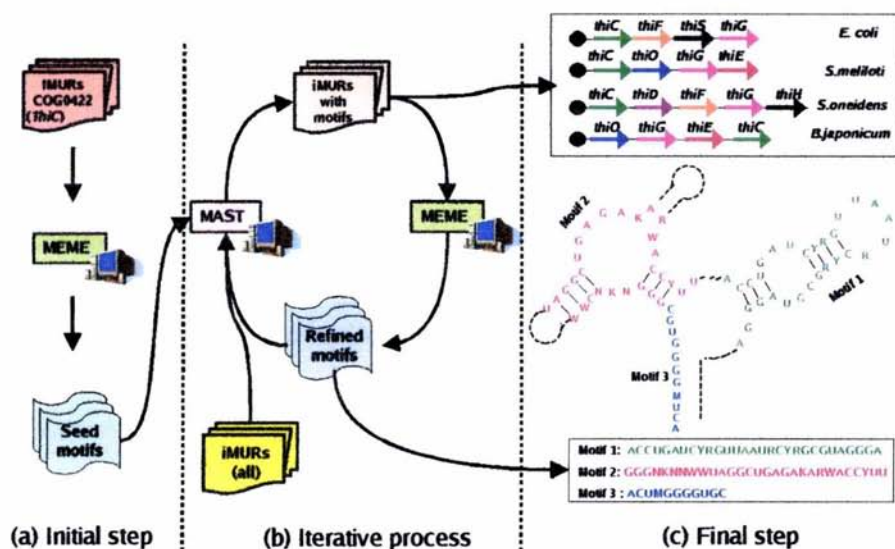 iMURs
COG0422
(ThiC)
MEME
Seed
motifs
(a) Initial step
iMURs
with
motifs
MAST
MEME
Refined
motifs
iMURs
(all)
(b) Iterative process
thiC thiF thiS thiG
E. coli
thiC thiO thiG thiE
S.meliloti
thiC thiD thiF thiG thiH
S.oneidens
thiO thiG thiE thiC
B.japonicum
Motif 2
Motif 1
Motif 3
Motif 1: ACCUGAUCYRGUUAAURCYRGCGUAGGGA
Motif 2: GGGNKNNWWUAGGCUGAGAKARWACCYUU
Motif 3 : ACUMGGGGUGC
(c) Final step